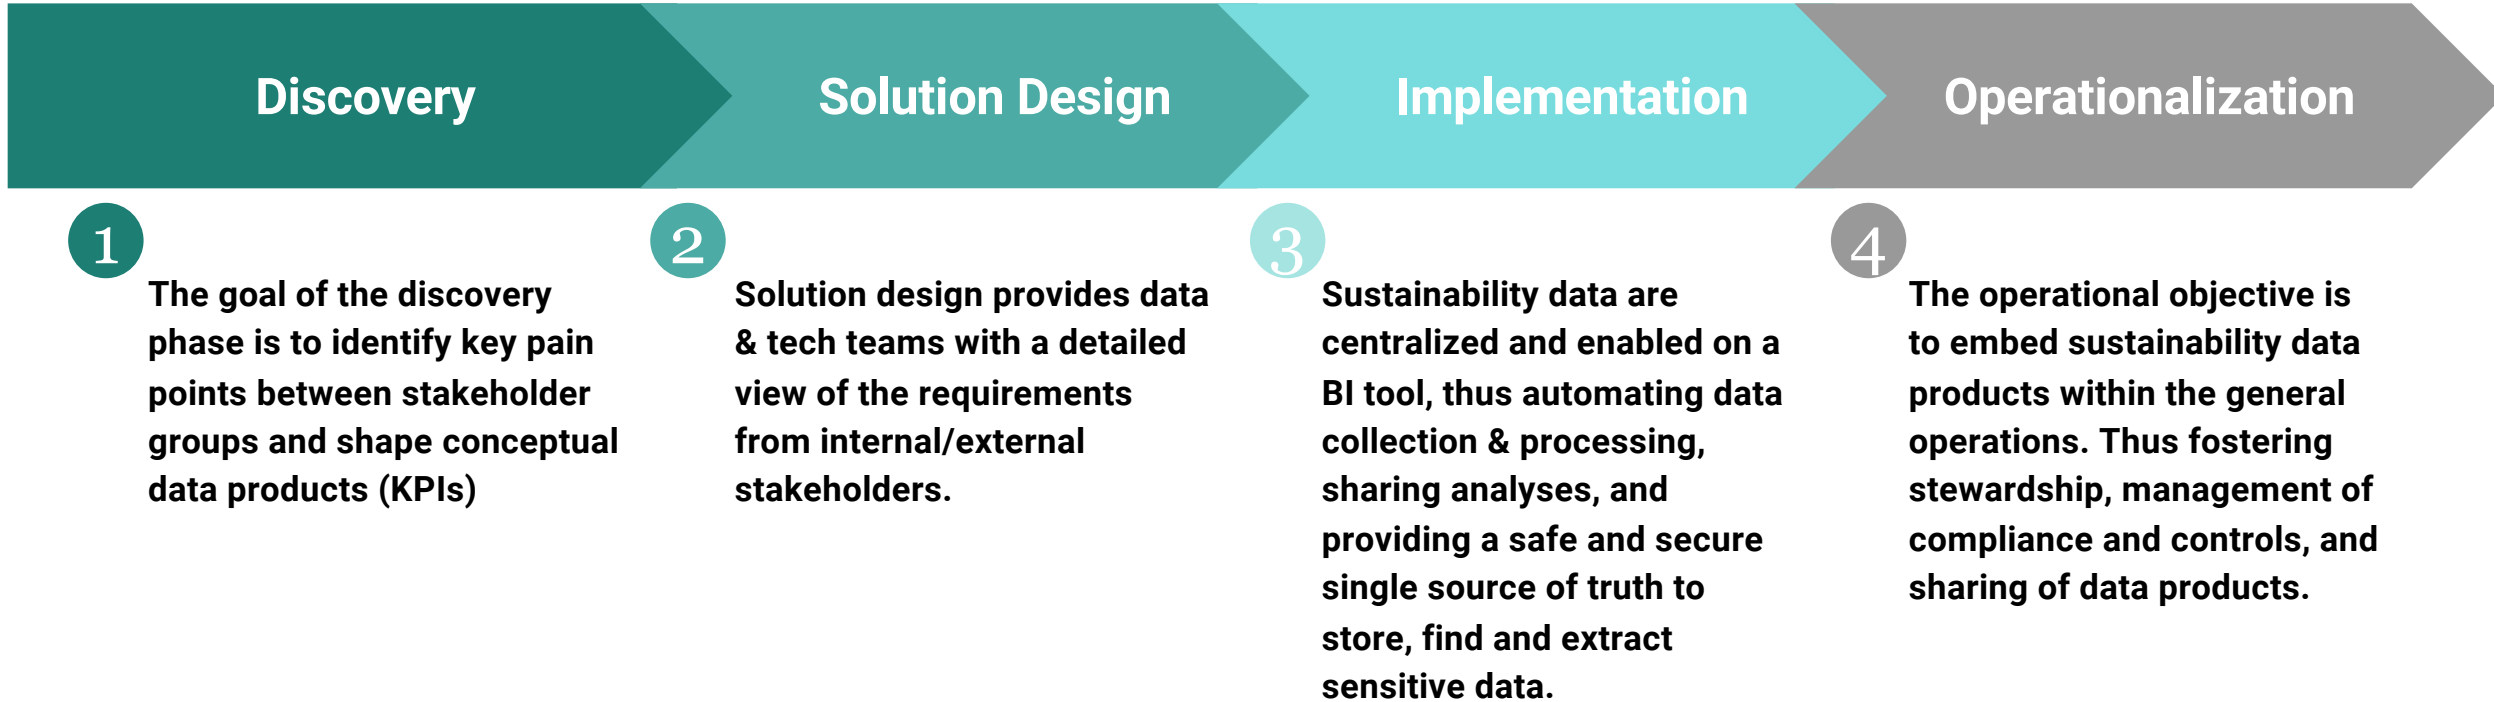 Discovery
Solution Design
Implementation
Operationalization
1
The goal of the discovery
phase is to identify key pain
points between stakeholder
groups and shape conceptual
data products (KPIs)
2
Solution design provides data
& tech teams with a detailed
view of the requirements
from internal/external
stakeholders.
3
Sustainability data are
centralized and enabled on a
BI tool, thus automating data
collection & processing,
sharing analyses, and
providing a safe and secure
single source of truth to
store, find and extract
sensitive data.
4
The operational objective is
to embed sustainability data
products within the general
operations. Thus fostering
stewardship, management of
compliance and controls, and
sharing of data products.